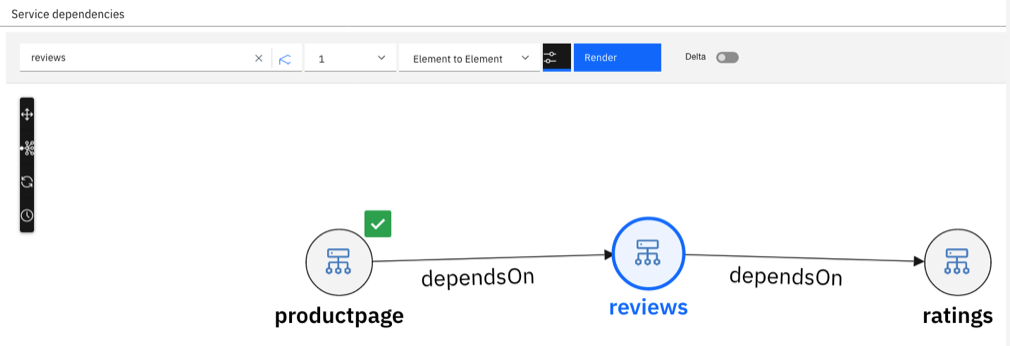 Service dependencies
reviews
1
Element to Element
Render
Delta
dependsOn
dependsOn
productpage
reviews
ratings